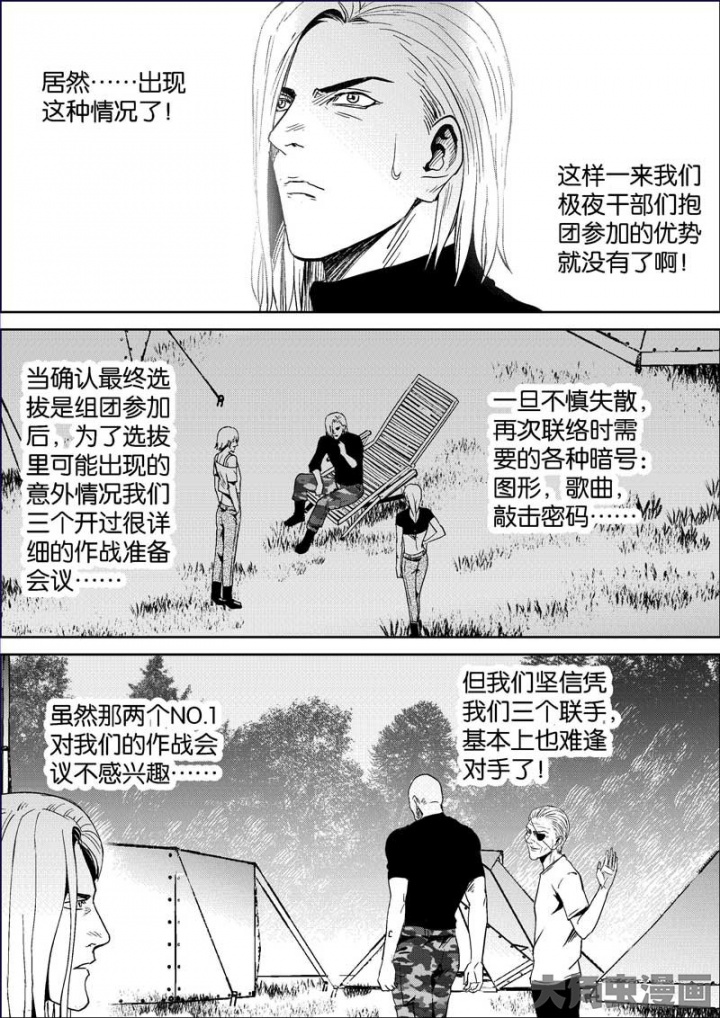 居然……出现
这种情况了！
这样一来我们
极夜干部们抱
团参加的优势
就没有了啊！
当确认最终选
拔是组团参加
后，为了选拔
里可能出现的
意外情况我们
三个开过很详
细的作战准备
会议……
一旦不慎失散，
再次联络时需
要的各种暗号：
图形，歌曲，
敲击密码……
虽然那两个NO.1
对我们的作战会
议不感兴趣……
但我们坚信凭
我们三个联手，
基本上也难逢
对手了！